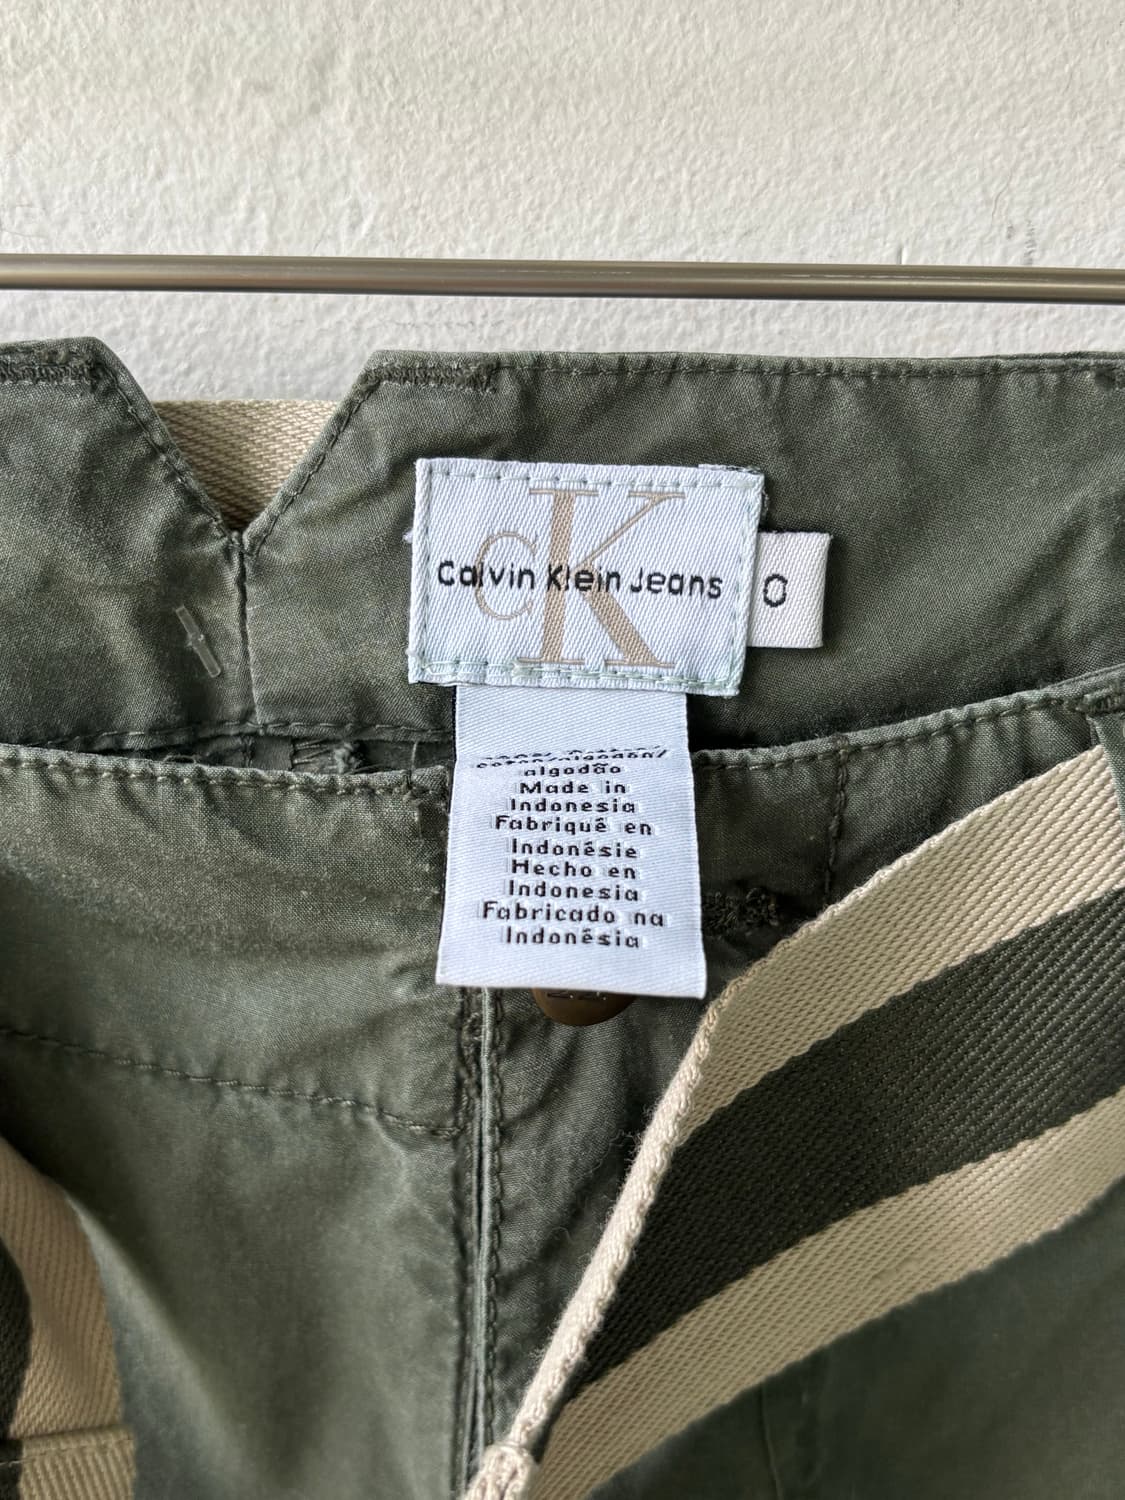 CK
Calvin Klein Jeans
0
algodão
Made in
Indonesia
Fabriqué en
Indonésie
Hecho en
Indonesia
Fabricado na
Indonésia